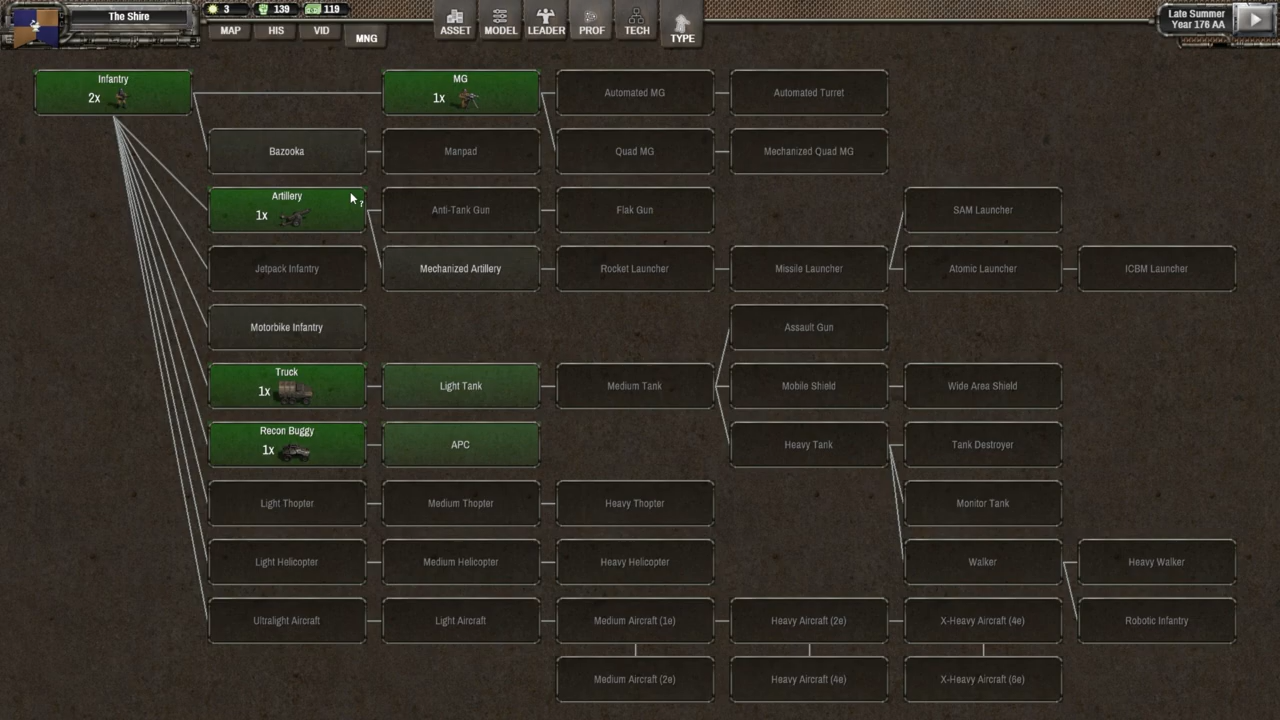 The Shire
3
139
119
MAP
HIS
VID
MNG
ASSET
MODEL
LEADER
PROF
TECH
TYPE
Late Summer
Year 176 AA
Infantry
2x
MG
1x
Automated MG
Automated Turret
Bazooka
Manpad
Quad MG
Mechanized Quad MG
Artillery
1x
?
Anti-Tank Gun
Flak Gun
SAM Launcher
Jetpack Infantry
Mechanized Artillery
Rocket Launcher
Missile Launcher
Atomic Launcher
ICBM Launcher
Motorbike Infantry
Assault Gun
Truck
1x
Light Tank
Medium Tank
Mobile Shield
Wide Area Shield
Recon Buggy
1x
APC
Heavy Tank
Tank Destroyer
Light Thopter
Medium Thopter
Heavy Thopter
Monitor Tank
Light Helicopter
Medium Helicopter
Heavy Helicopter
Walker
Heavy Walker
Ultralight Aircraft
Light Aircraft
Medium Aircraft (1e)
Heavy Aircraft (2e)
X-Heavy Aircraft (4e)
Robotic Infantry
Medium Aircraft (2e)
Heavy Aircraft (4e)
X-Heavy Aircraft (6e)